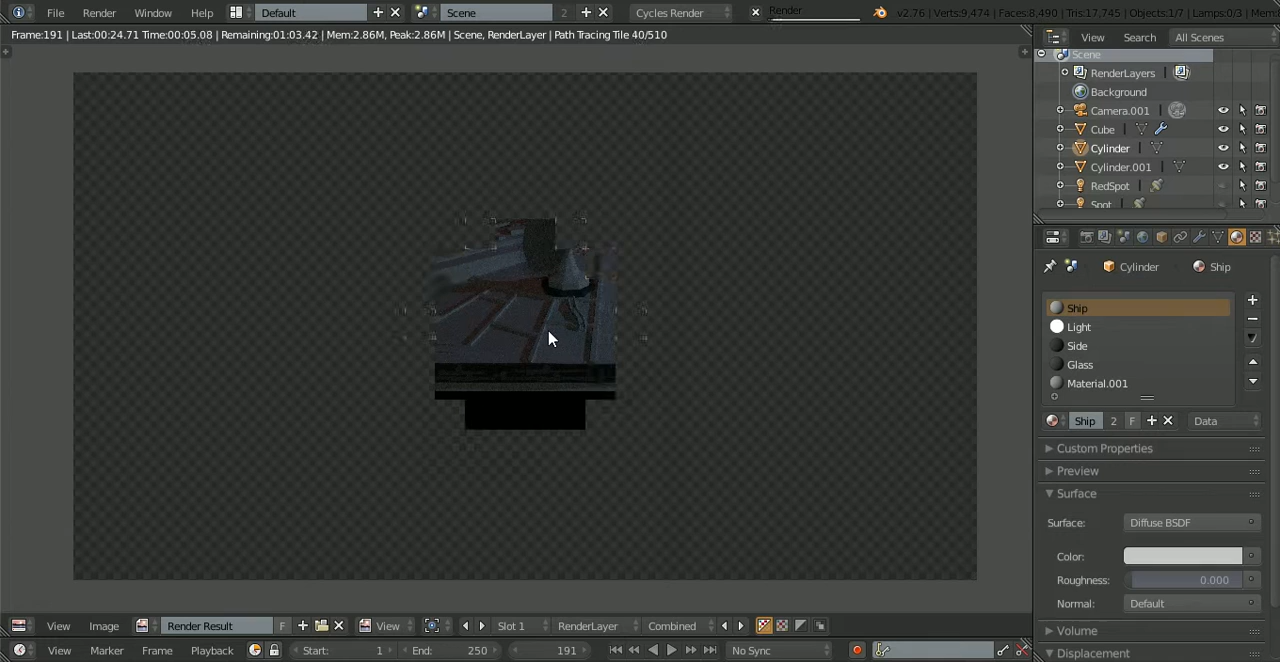 File Render Window Help Default Scene 2 Cycles Render Render v2.76 | Verts:9,474 | Faces:8,490 | Tris:17,745 | Objects:1/7 | Lamps:0/3 |
Frame:191 | Last:00:24.71 Time:00:05.08 | Remaining:01:03.42 | Mem:2.86M, Peak:2.86M | Scene, RenderLayer | Path Tracing Tile 40/510
View Search All Scenes
Scene
RenderLayers
Background
Camera.001
Cube
Cylinder
Cylinder.001
RedSpot
Spot
Cylinder Ship
Ship
Light
Side
Glass
Material.001
Ship 2 F Data
Custom Properties
Preview
Surface
Surface: Diffuse BSDF
Color:
Roughness: 0.000
Normal: Default
Volume
Displacement
View Image Render Result F View Slot 1 RenderLayer Combined
View Marker Frame Playback Start: 1 End: 250 191 No Sync